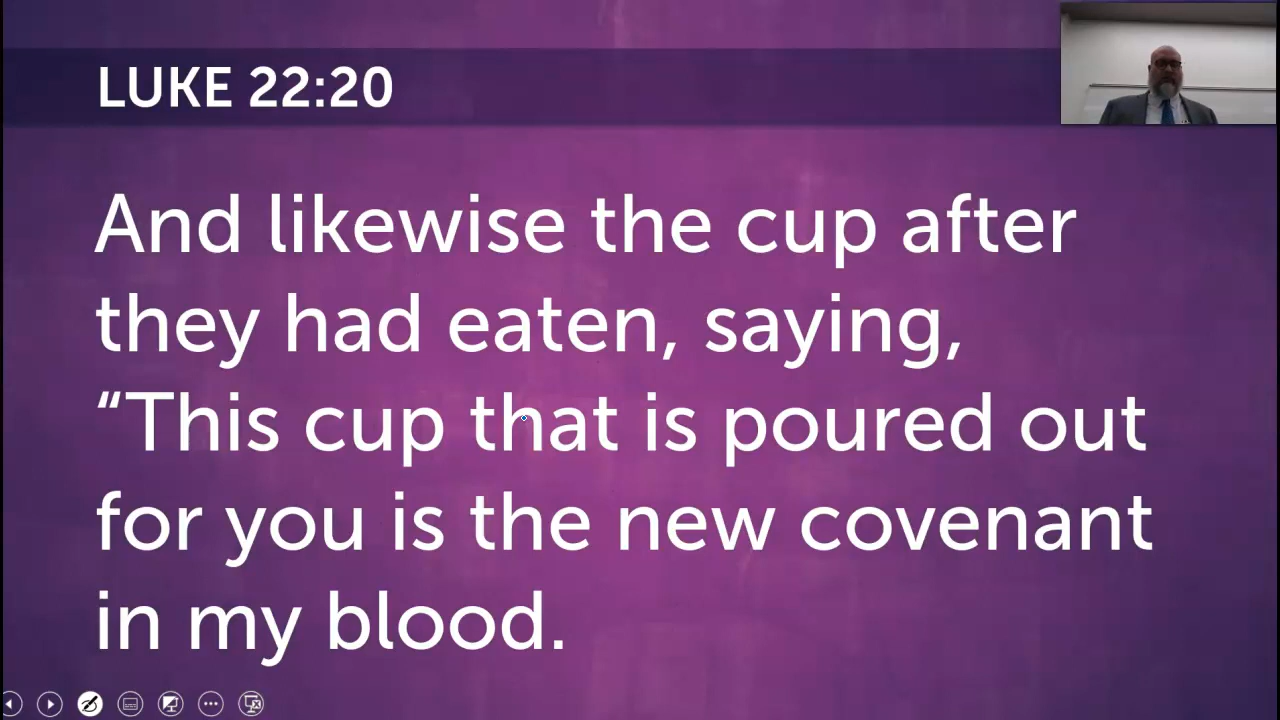 LUKE 22:20
And likewise the cup after
they had eaten, saying,
“This cup that is poured out
for you is the new covenant
in my blood.